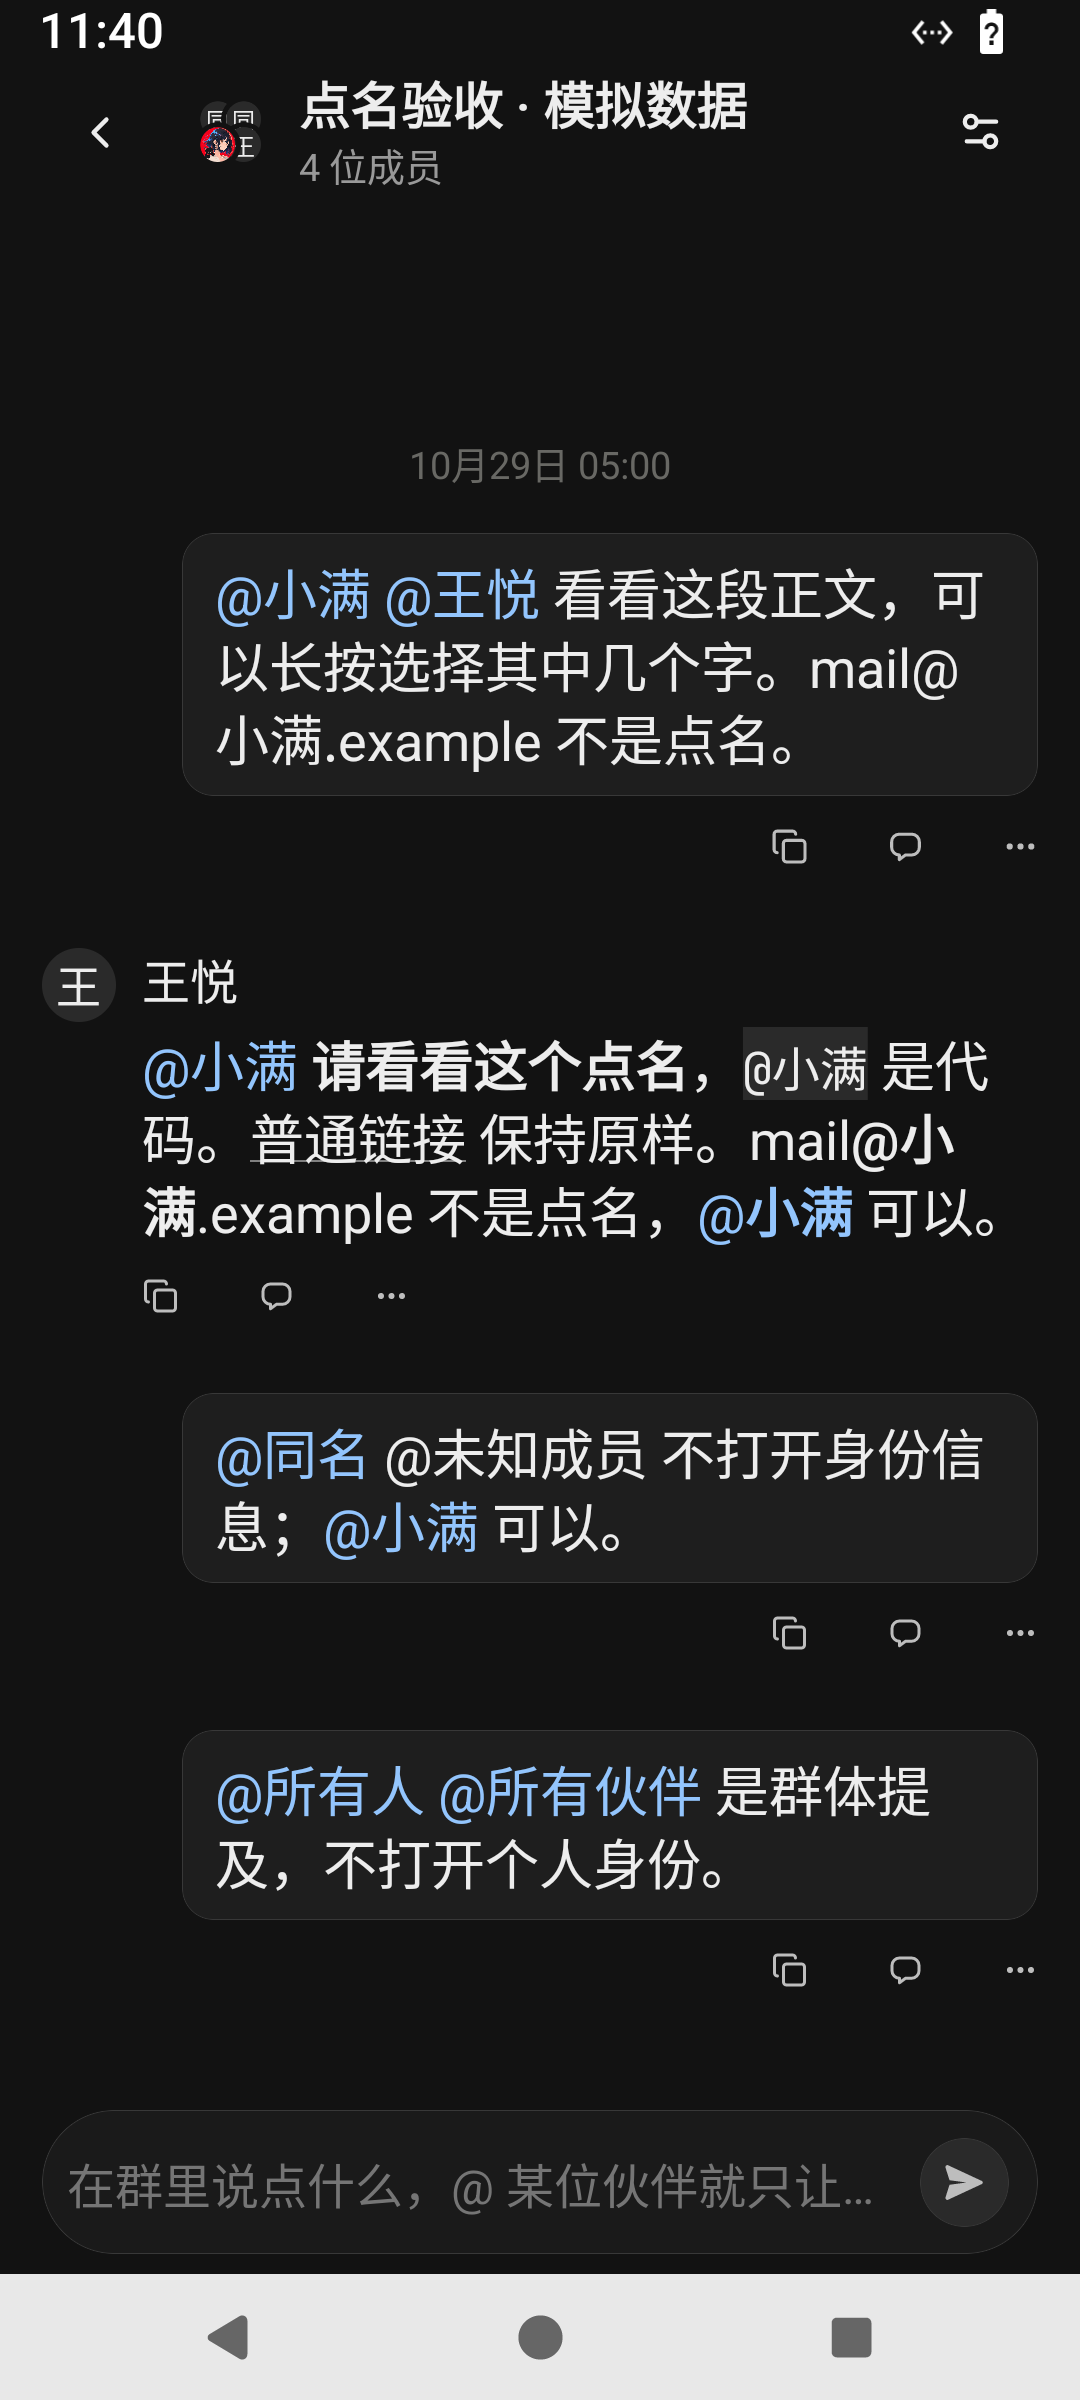 11:40
点名验收 · 模拟数据
4 位成员
10月29日 05:00
@小满 @王悦 看看这段正文，可
以长按选择其中几个字。mail@
小满.example 不是点名。
王 王悦
@小满 请看看这个点名，@小满 是代
码。普通链接 保持原样。mail@小
满.example 不是点名，@小满 可以。
@同名 @未知成员 不打开身份信
息；@小满 可以。
@所有人 @所有伙伴 是群体提
及，不打开个人身份。
在群里说点什么，@ 某位伙伴就只让...